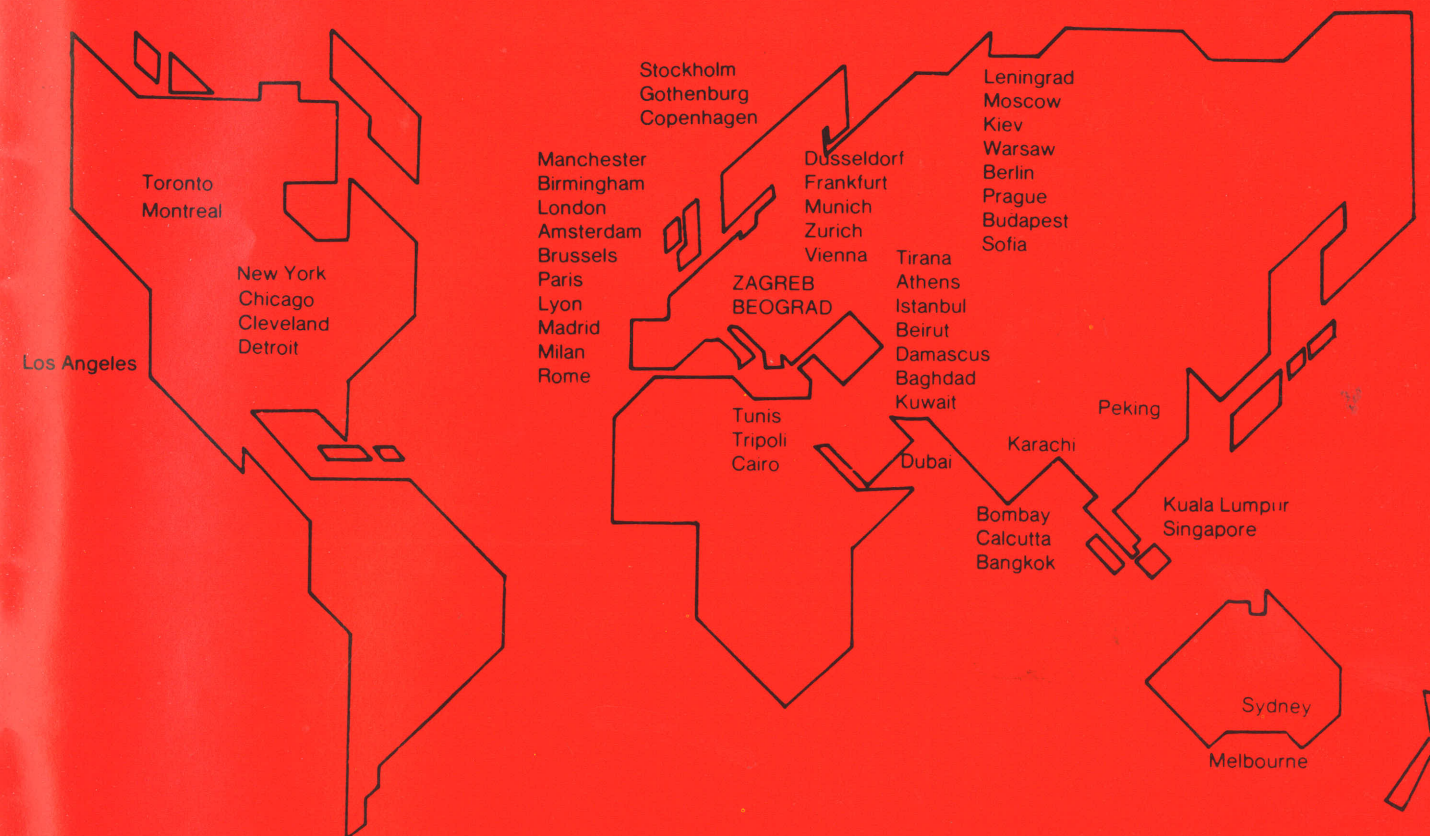 Toronto
Montreal
New York
Chicago
Cleveland
Detroit
Los Angeles
Stockholm
Gothenburg
Copenhagen
Manchester
Birmingham
London
Amsterdam
Brussels
Paris
Lyon
Madrid
Milan
Rome
ZAGREB
BEOGRAD
Dusseldorf
Frankfurt
Munich
Zurich
Vienna
Leningrad
Moscow
Kiev
Warsaw
Berlin
Prague
Budapest
Sofia
Tirana
Athens
Istanbul
Beirut
Damascus
Baghdad
Kuwait
Tunis
Tripoli
Cairo
Dubai
Karachi
Peking
Bombay
Calcutta
Bangkok
Kuala Lumpur
Singapore
Sydney
Melbourne